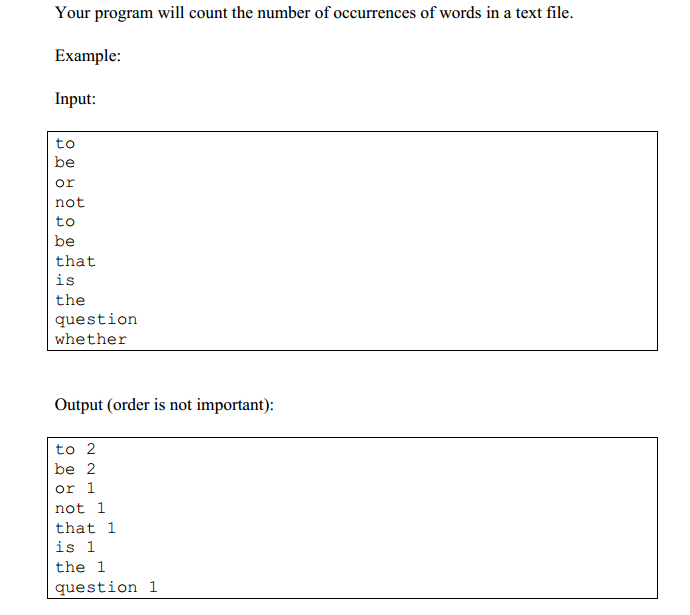 Your program will count the number of occurrences of words in a text file.
Example:
Input:
to
be
or
not
to
be
that
is
the
question
whether
Output (order is not important):
to 2
be 2
or 1
not 1
that 1
is 1
the 1
question 1